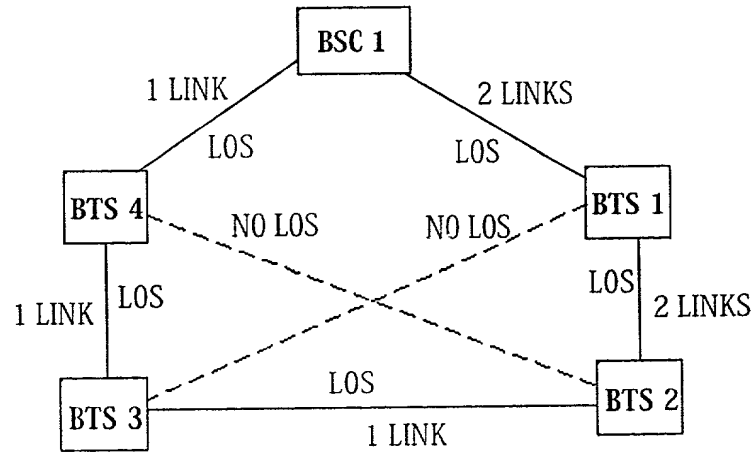 BSC 1
1 LINK
2 LINKS
LOS
LOS
BTS 4
BTS 1
NO LOS
NO LOS
LOS
LOS
1 LINK
2 LINKS
LOS
BTS 3
BTS 2
1 LINK